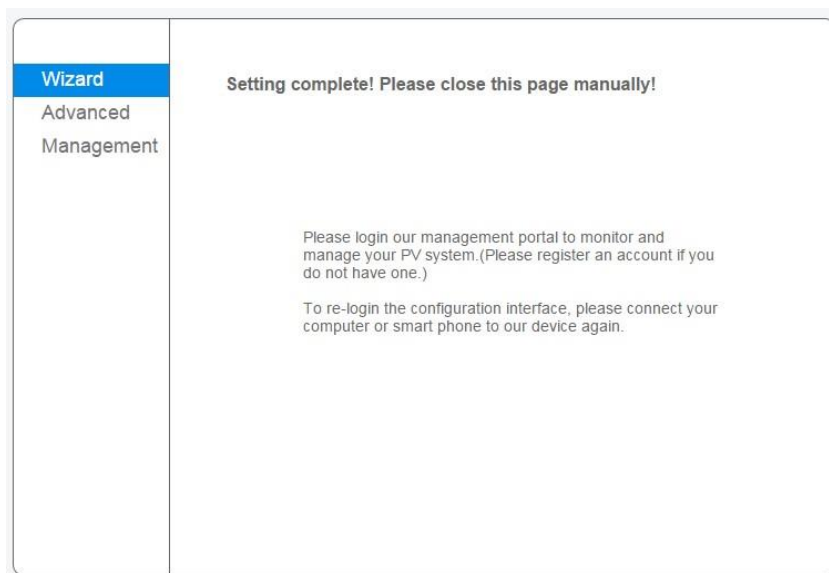 Wizard
Advanced
Management
Setting complete! Please close this page manually!
Please login our management portal to monitor and
manage your PV system.(Please register an account if you
do not have one.)
To re-login the configuration interface, please connect your
computer or smart phone to our device again.